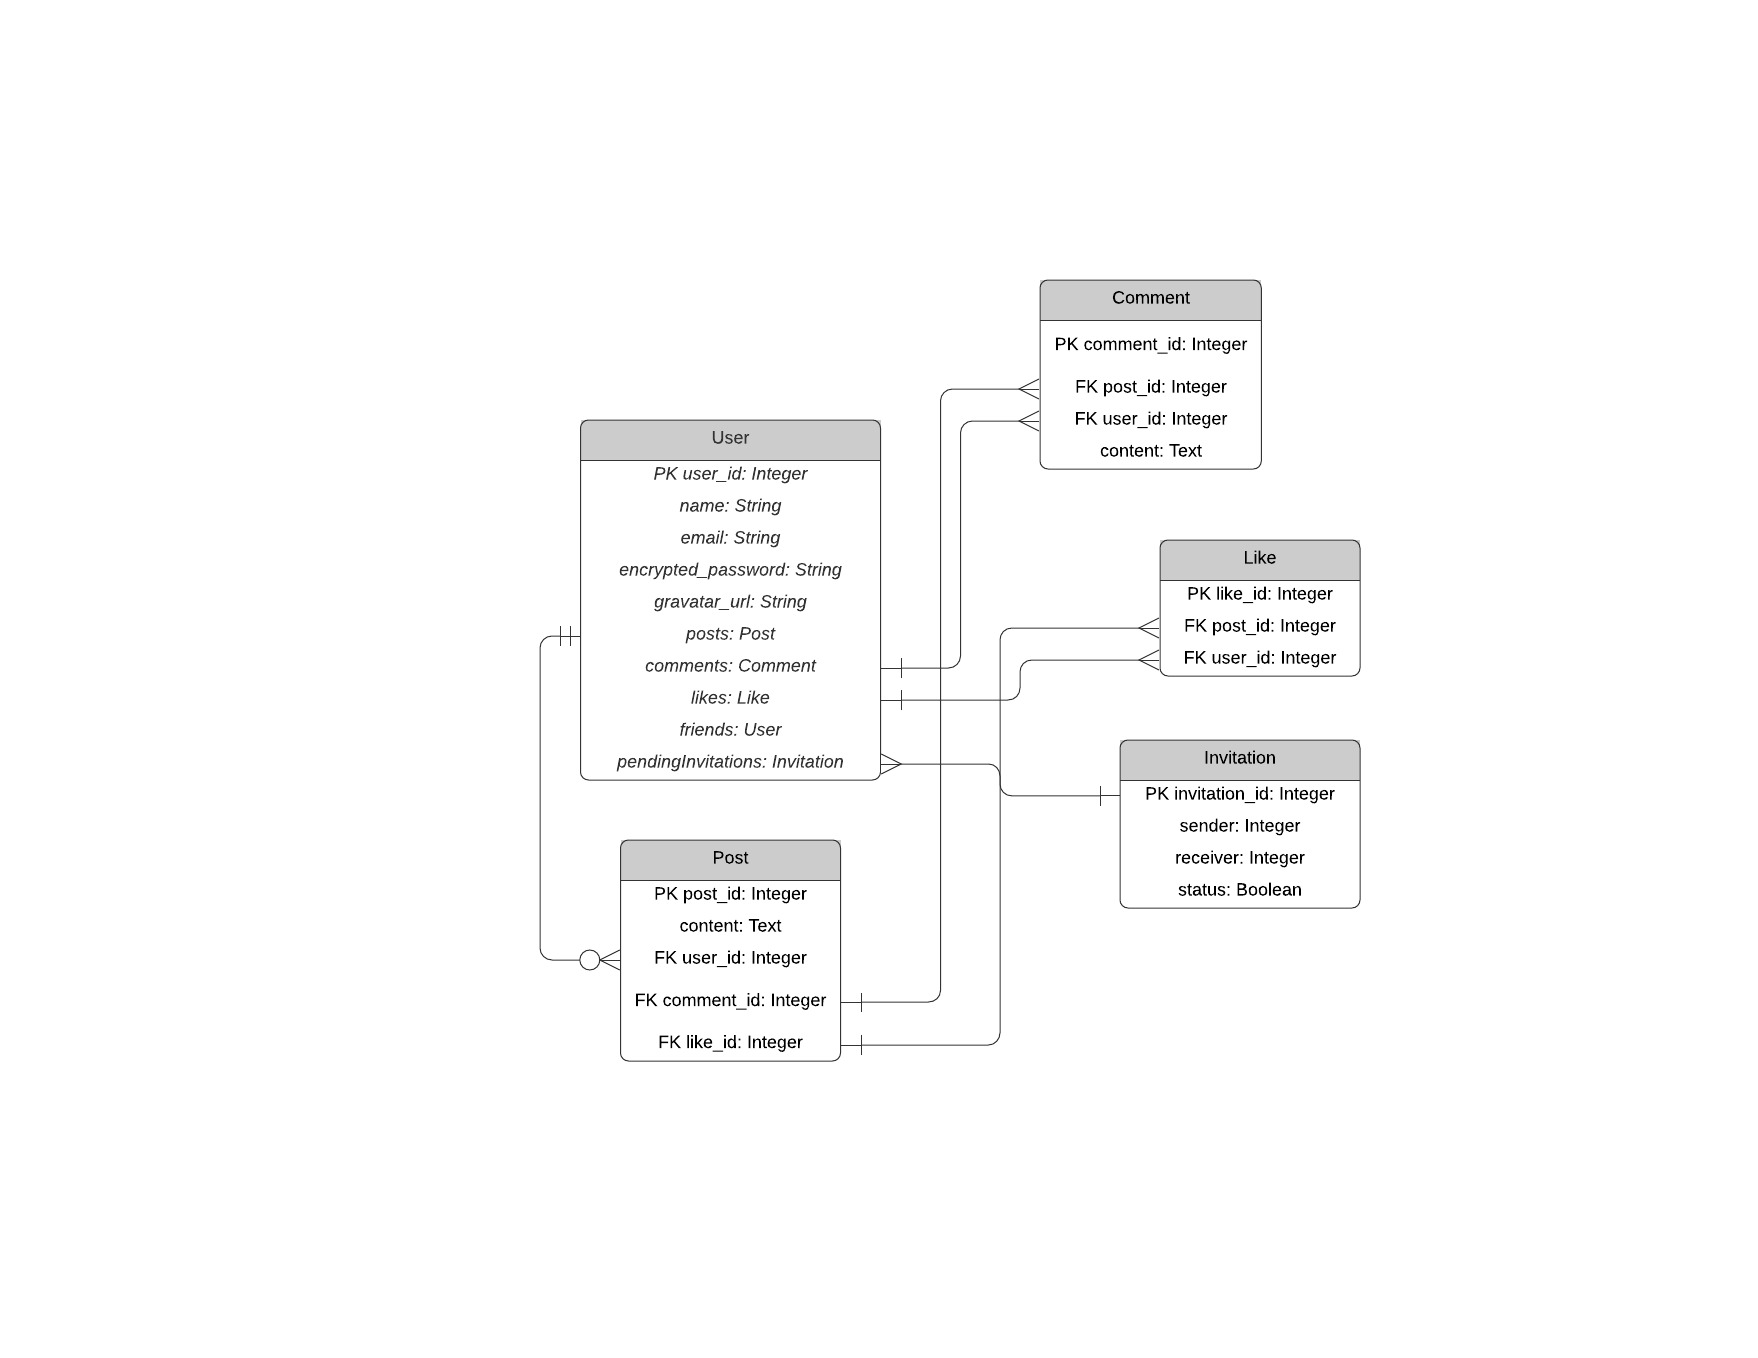 Comment
PK comment_id: Integer
FK post_id: Integer
FK user_id: Integer
content: Text
User
PK user_id: Integer
name: String
email: String
encrypted_password: String
gravatar_url: String
posts: Post
comments: Comment
likes: Like
friends: User
pendingInvitations: Invitation
Like
PK like_id: Integer
FK post_id: Integer
FK user_id: Integer
Invitation
PK invitation_id: Integer
sender: Integer
receiver: Integer
status: Boolean
Post
PK post_id: Integer
content: Text
FK user_id: Integer
FK comment_id: Integer
FK like_id: Integer